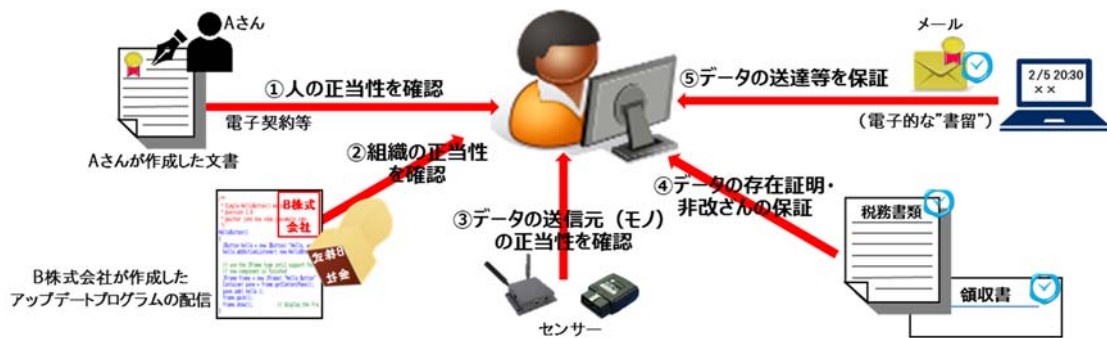 Aさん
①人の正当性を確認
電子契約等
Aさんが作成した文書
②組織の正当性
を確認
B株式
会社
B株式
会社
B株式会社が作成した
アップデートプログラムの配信
③データの送信元（モノ）
の正当性を確認
センサー
メール
⑤データの送達等を保証
（電子的な”書留”）
2/5 20:30
××
④データの存在証明・
非改ざんの保証
税務書類
領収書